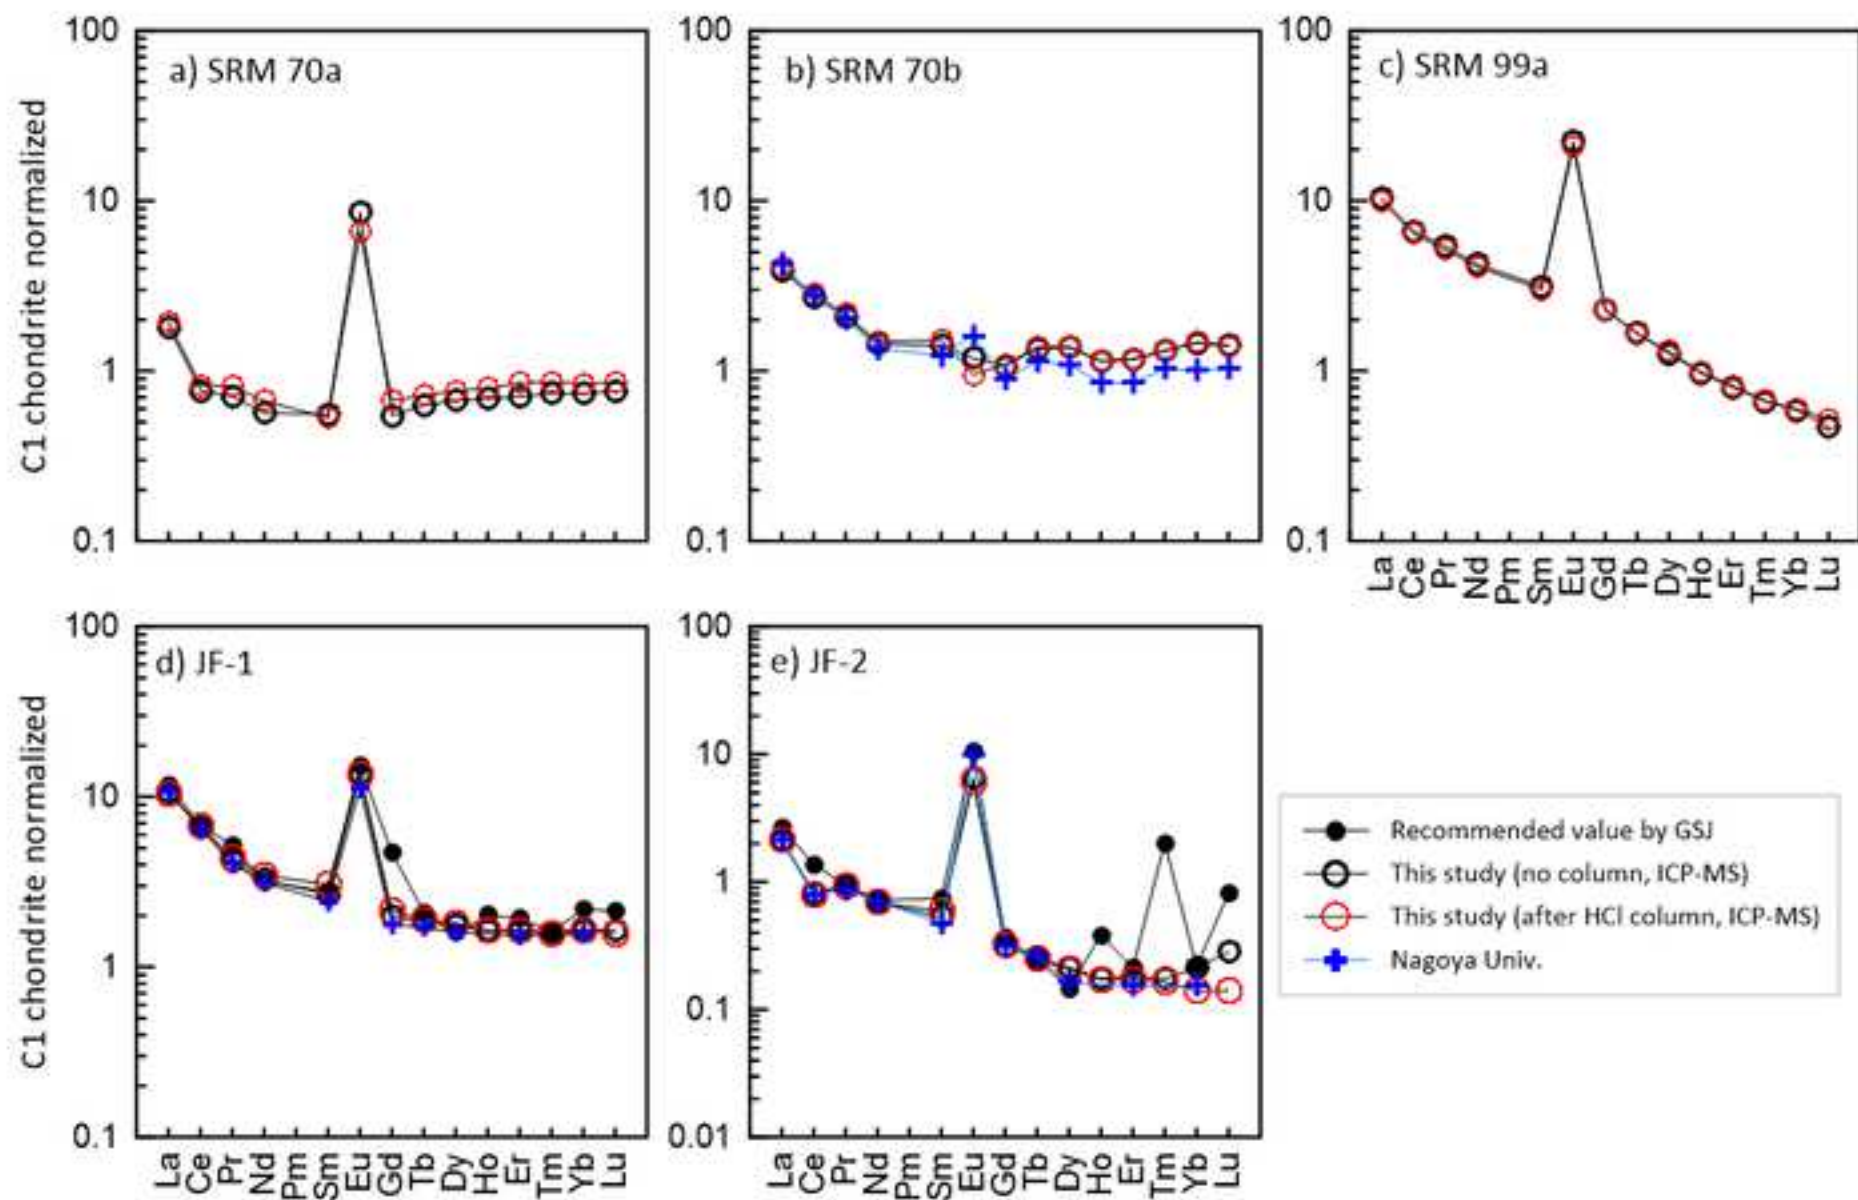 a) SRM 70a
b) SRM 70b
c) SRM 99a
C1 chondrite normalized
100
10
1
0.1
100
10
1
0.1
100
10
1
0.1
La Ce Pr Nd Pm Sm Eu Gd Tb Dy Ho Er Tm Yb Lu
d) JF-1
e) JF-2
C1 chondrite normalized
100
10
1
0.1
100
10
1
0.1
0.01
La Ce Pr Nd Pm Sm Eu Gd Tb Dy Ho Er Tm Yb Lu
La Ce Pr Nd Pm Sm Eu Gd Tb Dy Ho Er Tm Yb Lu
Recommended value by GSJ
This study (no column, ICP-MS)
This study (after HCl column, ICP-MS)
Nagoya Univ.